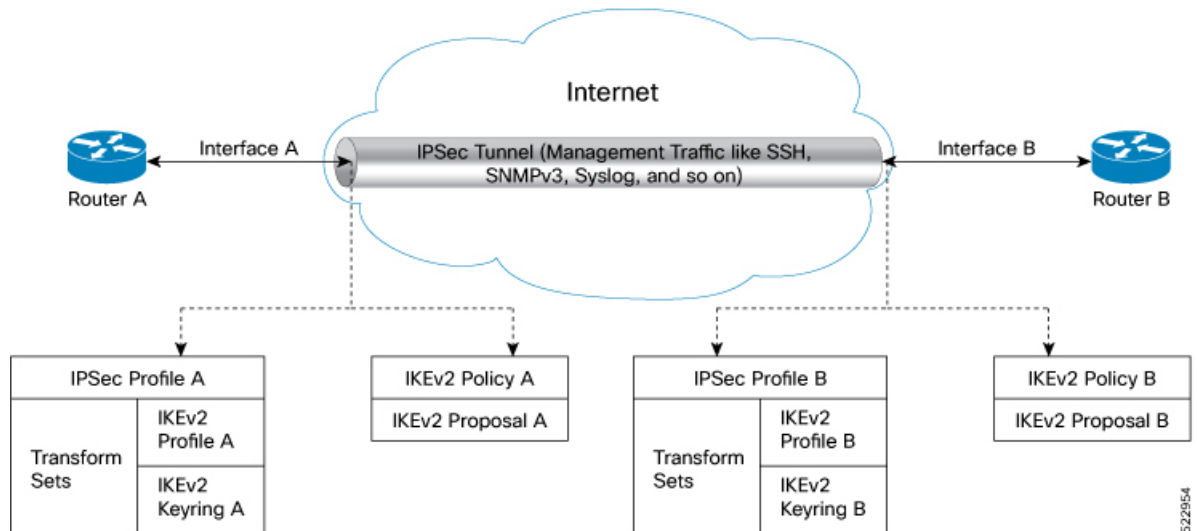 Internet
Interface A
IPSec Tunnel (Management Traffic like SSH,
SNMPv3, Syslog, and so on)
Interface B
Router A
Router B
IPSec Profile A
Transform
Sets
IKEv2
Profile A
IKEv2
Keyring A
IKEv2 Policy A
IKEv2 Proposal A
IPSec Profile B
Transform
Sets
IKEv2
Profile B
IKEv2
Keyring B
IKEv2 Policy B
IKEv2 Proposal B
522954